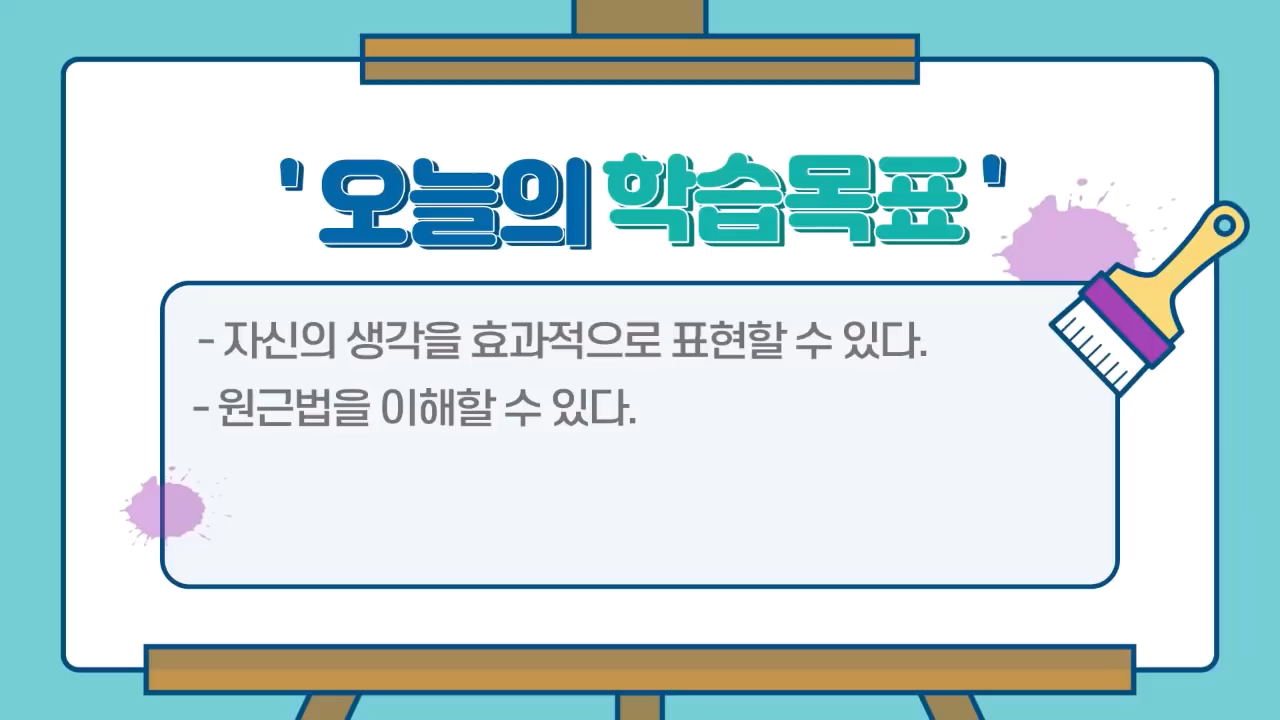 ' 오늘의 학습목표 '
- 자신의 생각을 효과적으로 표현할 수 있다.
- 원근법을 이해할 수 있다.